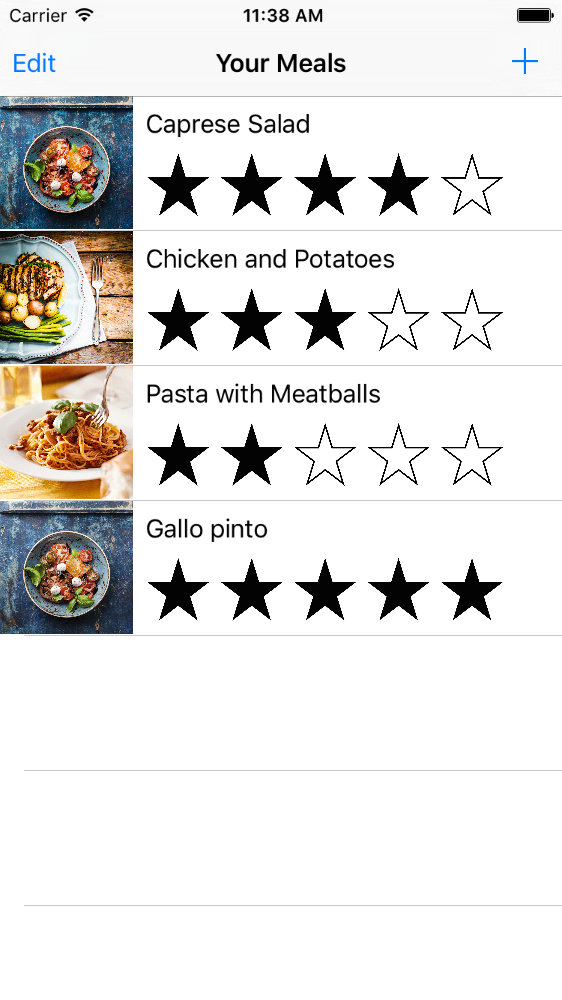 Carrier 11:38 AM
Edit Your Meals +
Caprese Salad
Chicken and Potatoes
Pasta with Meatballs
Gallo pinto